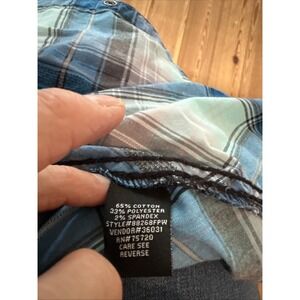 65% COTTON
33% POLYESTER
2% SPANDEX
STYLE#88268FPW
VENDOR#36031
RN#75720
CARE SEE
REVERSE